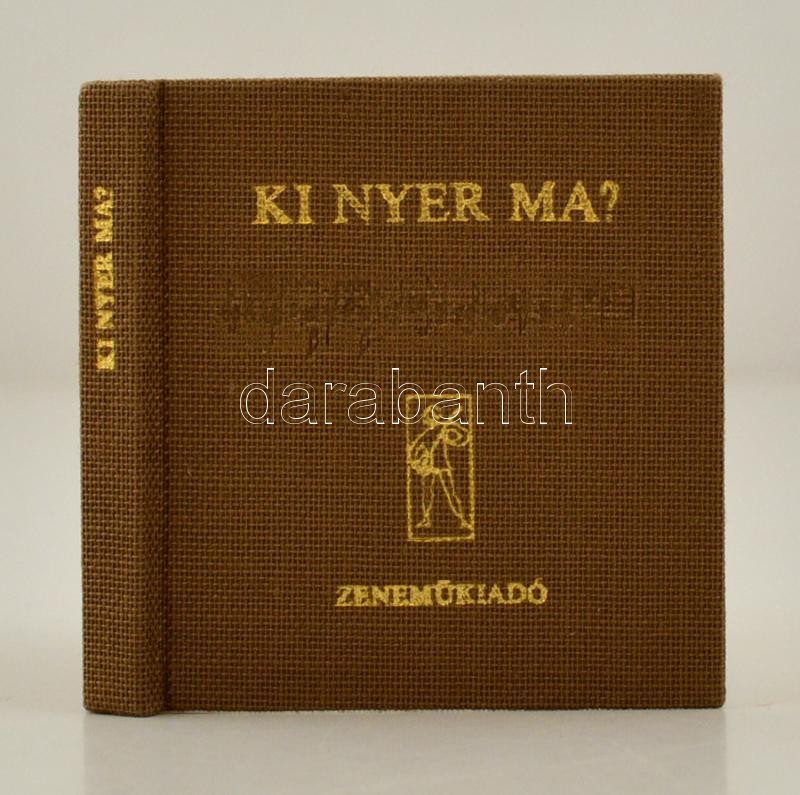 KI NYER MA?
KI NYER MA?
darabanth
ZENEMŰKIADÓ